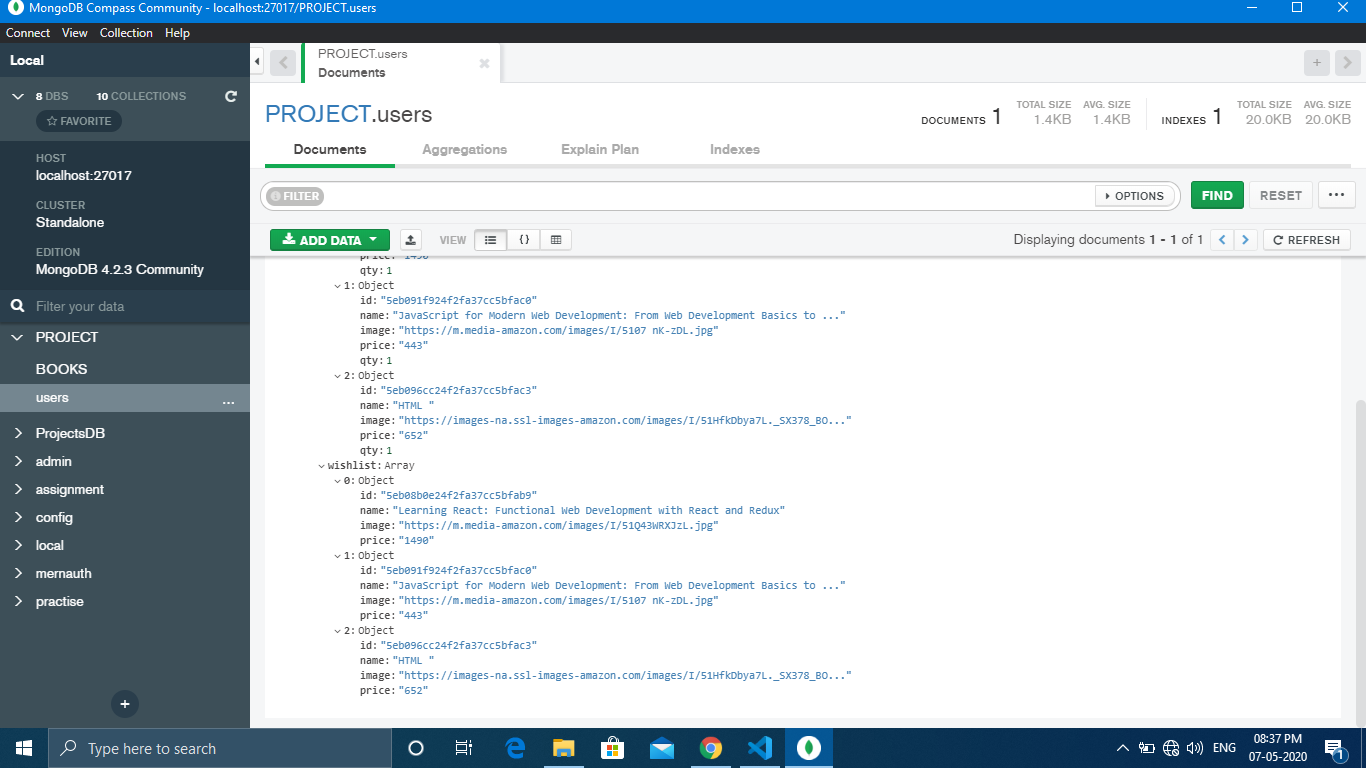 MongoDB Compass Community - localhost:27017/PROJECT.users
Connect View Collection Help
Local
8 DBS 10 COLLECTIONS
FAVORITE
HOST
localhost:27017
CLUSTER
Standalone
EDITION
MongoDB 4.2.3 Community
Filter your data
PROJECT
BOOKS
users ...
ProjectsDB
admin
assignment
config
local
mernauth
practise
+
PROJECT.users
Documents
PROJECT.users
DOCUMENTS 1 TOTAL SIZE 1.4KB AVG. SIZE 1.4KB INDEXES 1 TOTAL SIZE 20.0KB AVG. SIZE 20.0KB
Documents Aggregations Explain Plan Indexes
FILTER OPTIONS FIND RESET ...
ADD DATA VIEW {} Displaying documents 1 - 1 of 1 REFRESH
price: "1490"
qty: 1
1: Object
id: "5eb091f924f2fa37cc5bfac0"
name: "JavaScript for Modern Web Development: From Web Development Basics to ..."
image: "https://m.media-amazon.com/images/I/5107 nK-zDL.jpg"
price: "443"
qty: 1
2: Object
id: "5eb096cc24f2fa37cc5bfac3"
name: "HTML "
image: "https://images-na.ssl-images-amazon.com/images/I/51HfkDbya7L._SX378_BO..."
price: "652"
qty: 1
wishlist: Array
0: Object
id: "5eb08b0e24f2fa37cc5bfab9"
name: "Learning React: Functional Web Development with React and Redux"
image: "https://m.media-amazon.com/images/I/51Q43WRXJzL.jpg"
price: "1490"
1: Object
id: "5eb091f924f2fa37cc5bfac0"
name: "JavaScript for Modern Web Development: From Web Development Basics to ..."
image: "https://m.media-amazon.com/images/I/5107 nK-zDL.jpg"
price: "443"
2: Object
id: "5eb096cc24f2fa37cc5bfac3"
name: "HTML "
image: "https://images-na.ssl-images-amazon.com/images/I/51HfkDbya7L._SX378_BO..."
price: "652"
Type here to search
ENG
08:37 PM
07-05-2020
1